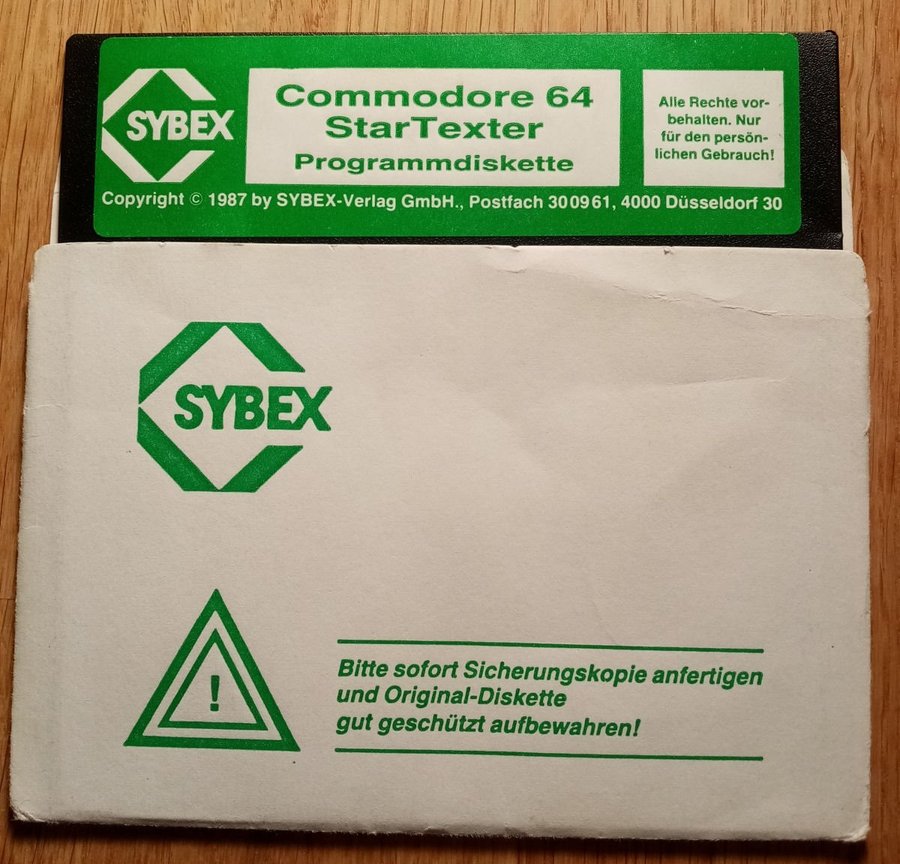 SYBEX
Commodore 64
StarTexter
Programmdiskette
Alle Rechte vor-
behalten. Nur
für den persön-
lichen Gebrauch!
Copyright © 1987 by SYBEX-Verlag GmbH., Postfach 300961, 4000 Düsseldorf 30
SYBEX
!
Bitte sofort Sicherungskopie anfertigen
und Original-Diskette
gut geschützt aufbewahren!